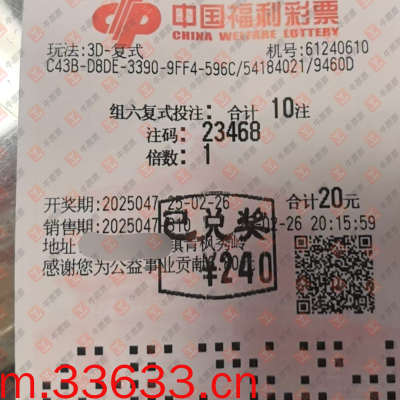 中国福利彩票
CHINA WELFARE LOTTERY
玩法:3D-复式 机号:61240610
C43B-D8DE-3390-9FF4-596C/54184021/9460D
组六复式投注: 合计 10注
注码: 23468
倍数: 1
开奖期:2025047 25-02-26 合计20元
销售期:2025047 02-26 20:15:59
已兑奖
¥240
地址
感谢您为公益事业贡献
m.33633.cn